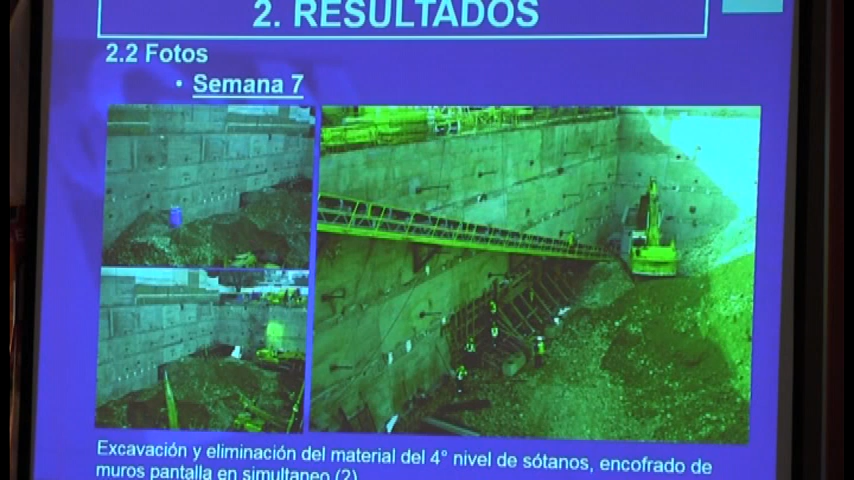 2. RESULTADOS
2.2 Fotos
• Semana 7
Excavación y eliminación del material del 4° nivel de sótanos, encofrado de
muros pantalla en simultaneo (2)